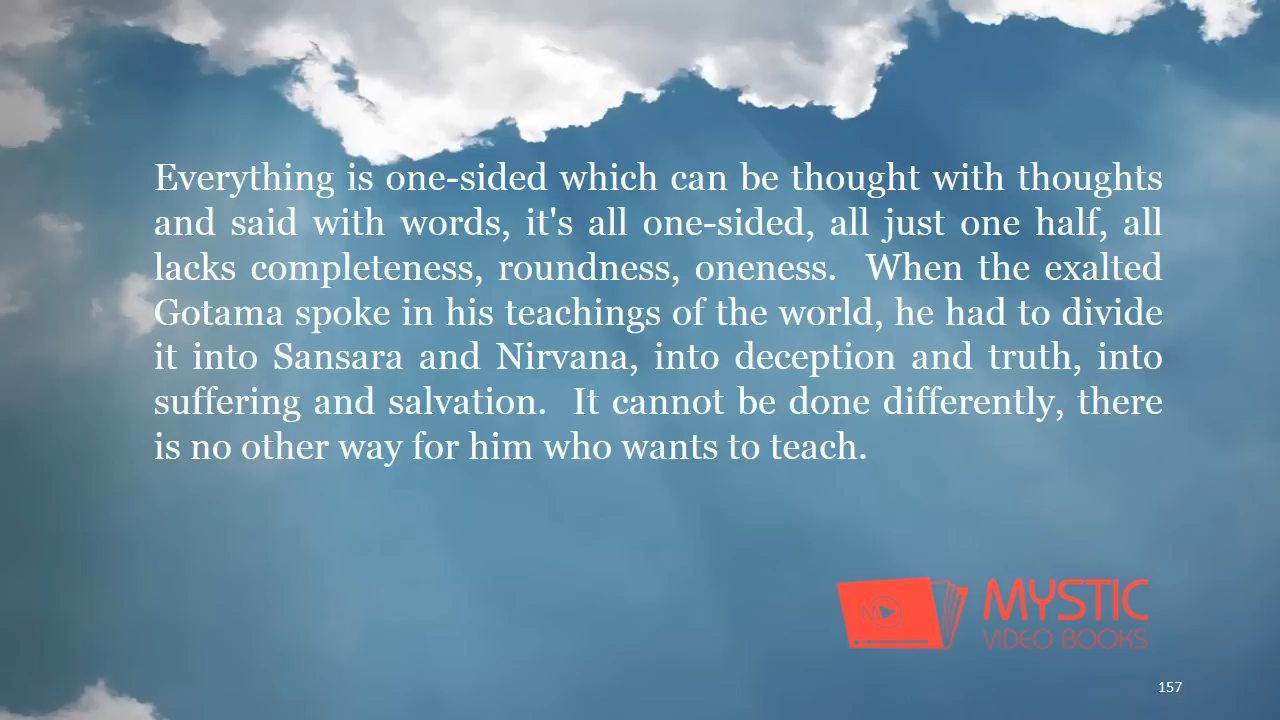 Everything is one-sided which can be thought with thoughts
and said with words, it's all one-sided, all just one half, all
lacks completeness, roundness, oneness.  When the exalted
Gotama spoke in his teachings of the world, he had to divide
it into Sansara and Nirvana, into deception and truth, into
suffering and salvation.  It cannot be done differently, there
is no other way for him who wants to teach.
MYSTIC
VIDEO BOOKS
157